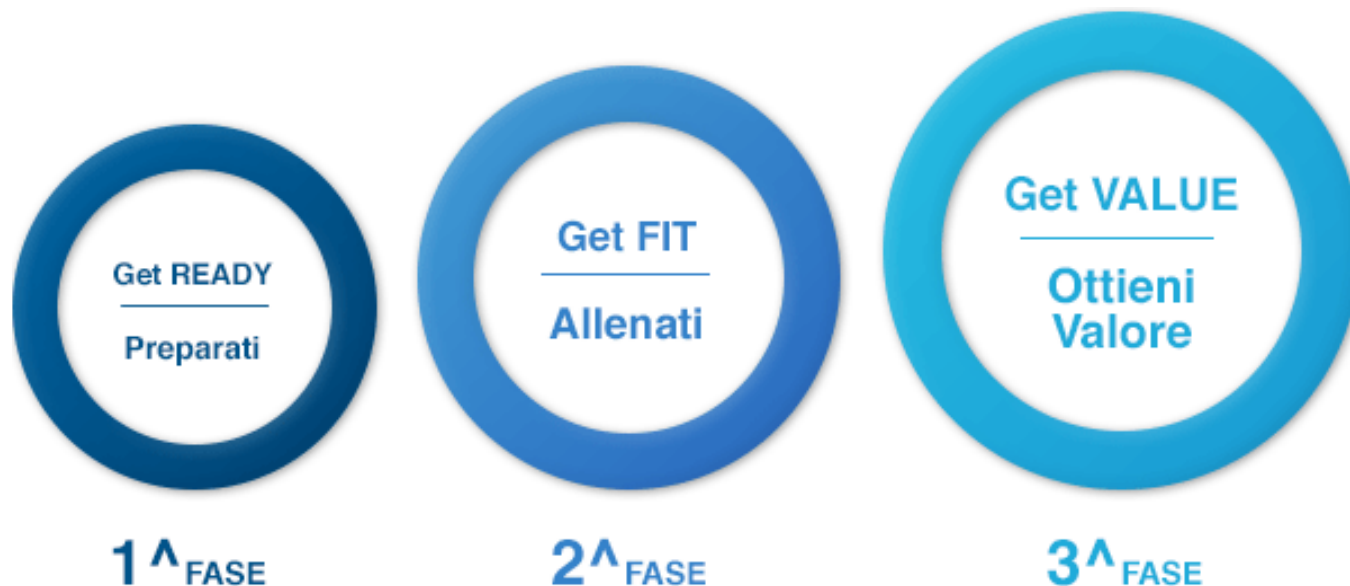 Get READY
Preparati
1^ FASE
Get FIT
Allenati
2^ FASE
Get VALUE
Ottieni
Valore
3^ FASE